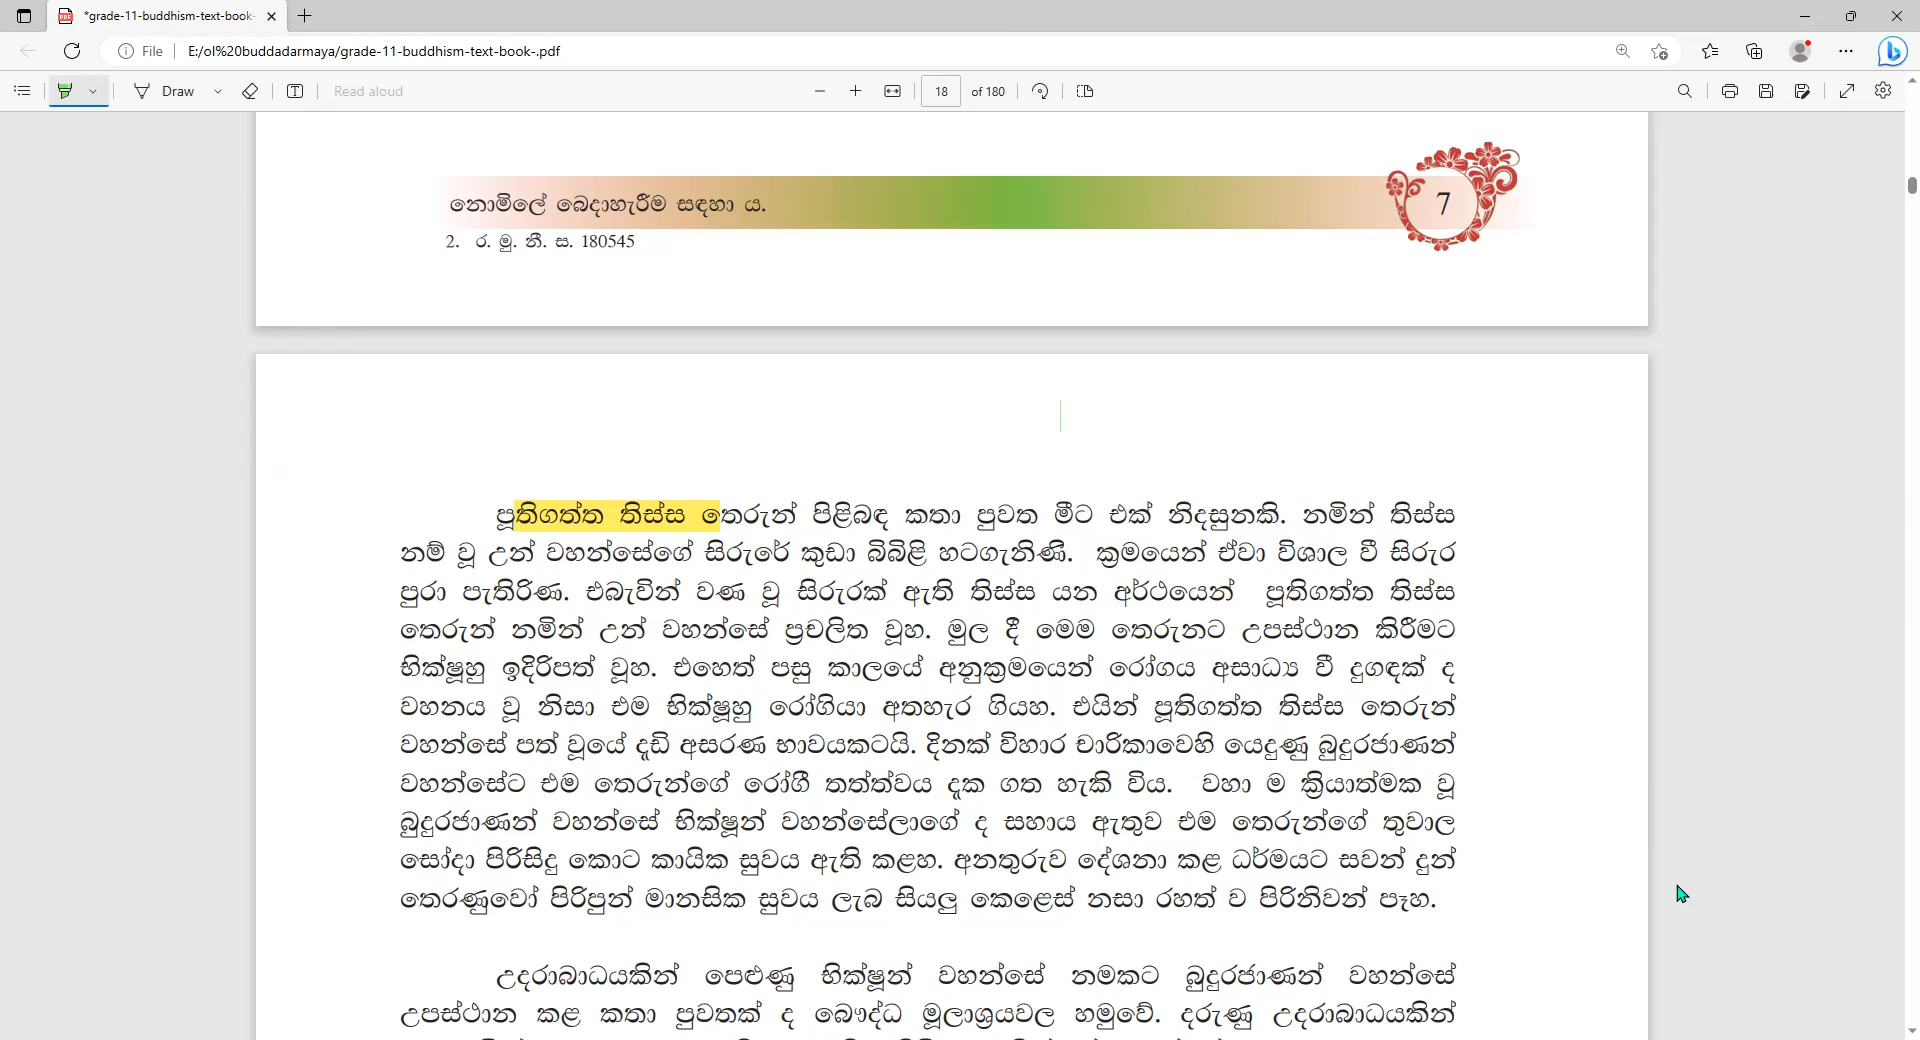 *grade-11-buddhism-text-book-
File
E:/ol%20buddadarmaya/grade-11-buddhism-text-book-.pdf
Draw
Read aloud
18
of 180
නොමිලේ බෙදාහැරීම සඳහා ය.
7
2. ර. මු. නී. ස. 180545
පූතිගත්ත තිස්ස තෙරුන් පිළිබඳ කතා පුවත මීට එක් නිදසුනකි. නමින් තිස්ස
නම් වූ උන් වහන්සේගේ සිරුරේ කුඩා බිබිළි හටගැනිණි. ක්‍රමයෙන් ඒවා විශාල වී සිරුර
පුරා පැතිරිණ. එබැවින් වණ වූ සිරුරක් ඇති තිස්ස යන අර්ථයෙන් පූතිගත්ත තිස්ස
තෙරුන් නමින් උන් වහන්සේ ප්‍රචලිත වූහ. මුල දී මෙම තෙරුනට උපස්ථාන කිරීමට
භික්ෂූහු ඉදිරිපත් වූහ. එහෙත් පසු කාලයේ අනුක්‍රමයෙන් රෝගය අසාධ්‍ය වී දුගඳක් ද
වහනය වූ නිසා එම භික්ෂූහු රෝගියා අතහැර ගියහ. එයින් පූතිගත්ත තිස්ස තෙරුන්
වහන්සේ පත් වූයේ දැඩි අසරණ භාවයකටයි. දිනක් විහාර චාරිකාවෙහි යෙදුණු බුදුරජාණන්
වහන්සේට එම තෙරුන්ගේ රෝගී තත්ත්වය දැක ගත හැකි විය. වහා ම ක්‍රියාත්මක වූ
බුදුරජාණන් වහන්සේ භික්ෂූන් වහන්සේලාගේ ද සහාය ඇතුව එම තෙරුන්ගේ තුවාල
සෝදා පිරිසිදු කොට කායික සුවය ඇති කළහ. අනතුරුව දේශනා කළ ධර්මයට සවන් දුන්
තෙරණුවෝ පිරිපුන් මානසික සුවය ලැබ සියලු කෙළෙස් නසා රහත් ව පිරිනිවන් පෑහ.
උදරාබාධයකින් පෙළුණු භික්ෂූන් වහන්සේ නමකට බුදුරජාණන් වහන්සේ
උපස්ථාන කළ කතා පුවතක් ද බෞද්ධ මූලාශ්‍රයවල හමුවේ. දරුණු උදරාබාධයකින්